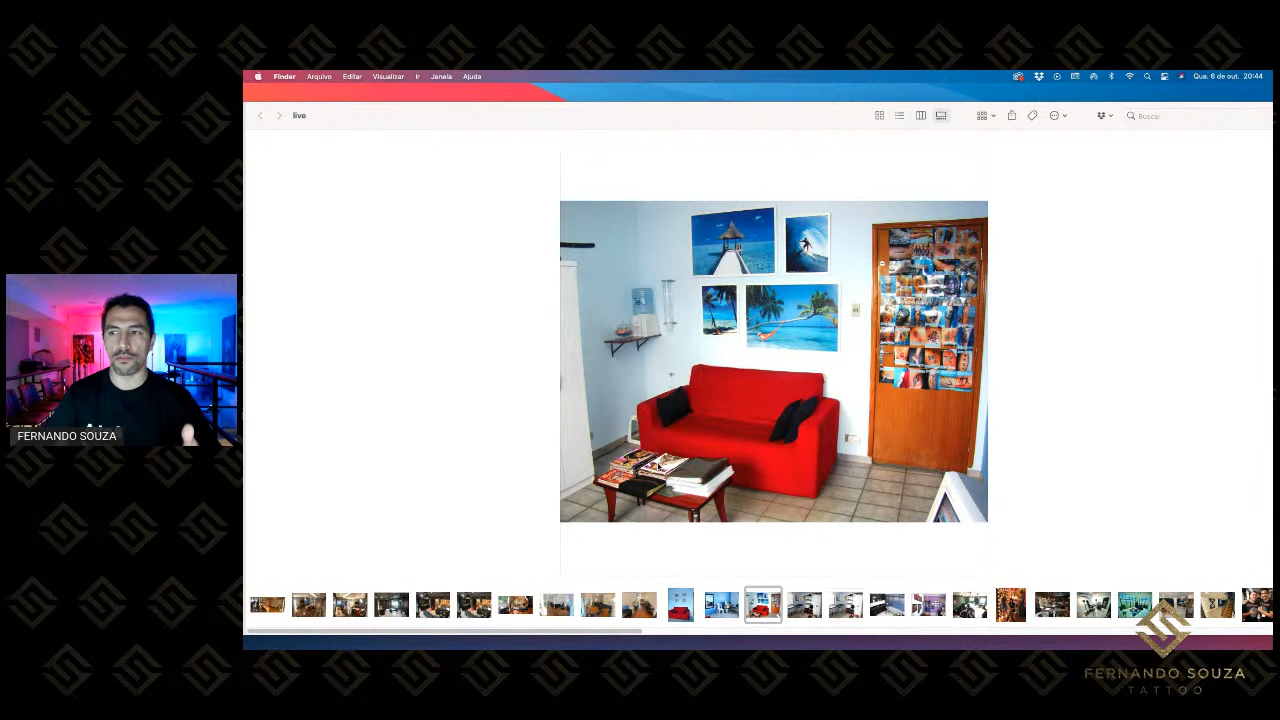 Finder Arquivo Editar Visualizar Ir Janela Ajuda
Qua. 6 de out. 20:44
live
Buscar
FERNANDO SOUZA
FERNANDO SOUZA
TATTOO